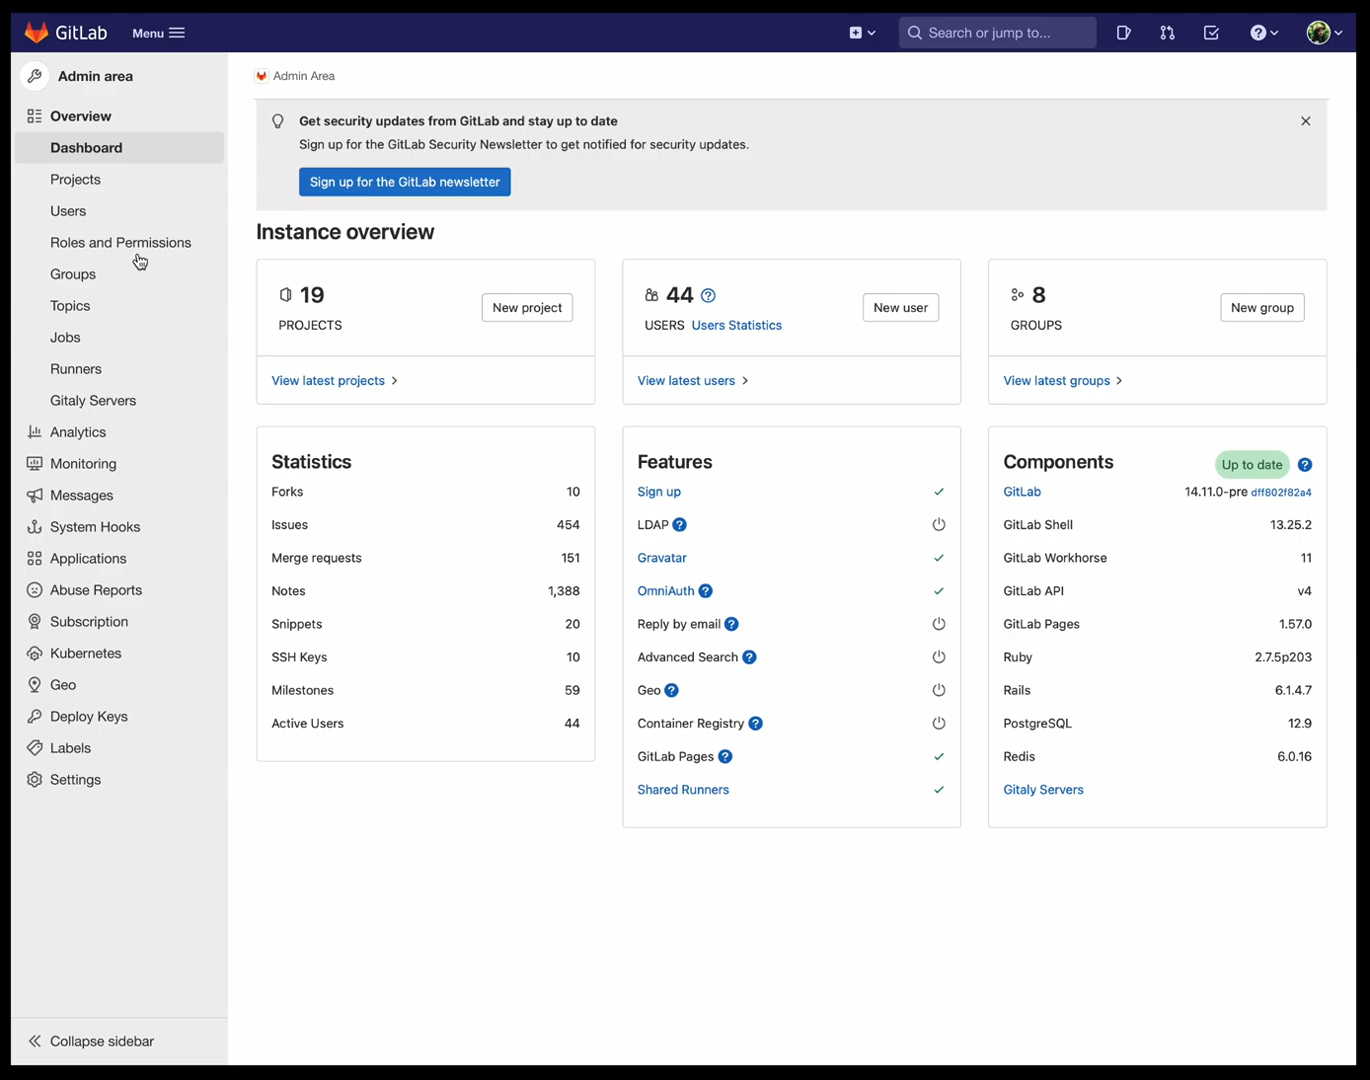 GitLab Menu Search or jump to...
Admin area
Overview
Dashboard
Projects
Users
Roles and Permissions
Groups
Topics
Jobs
Runners
Gitaly Servers
Analytics
Monitoring
Messages
System Hooks
Applications
Abuse Reports
Subscription
Kubernetes
Geo
Deploy Keys
Labels
Settings
Collapse sidebar
Admin Area
Get security updates from GitLab and stay up to date
Sign up for the GitLab Security Newsletter to get notified for security updates.
Sign up for the GitLab newsletter
Instance overview
19
PROJECTS
New project
View latest projects
44
USERS Users Statistics
New user
View latest users
8
GROUPS
New group
View latest groups
Statistics
Forks 10
Issues 454
Merge requests 151
Notes 1,388
Snippets 20
SSH Keys 10
Milestones 59
Active Users 44
Features
Sign up
LDAP
Gravatar
OmniAuth
Reply by email
Advanced Search
Geo
Container Registry
GitLab Pages
Shared Runners
Components Up to date
GitLab 14.11.0-pre dff802f82a4
GitLab Shell 13.25.2
GitLab Workhorse 11
GitLab API v4
GitLab Pages 1.57.0
Ruby 2.7.5p203
Rails 6.1.4.7
PostgreSQL 12.9
Redis 6.0.16
Gitaly Servers